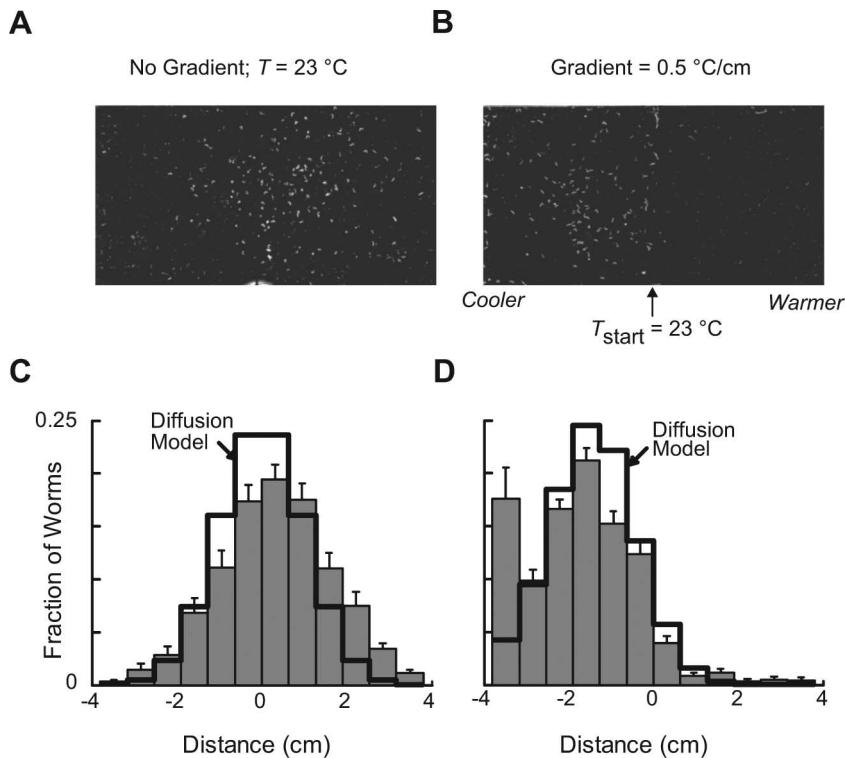 A
B
No Gradient; T = 23 °C
Gradient = 0.5 °C/cm
Cooler
Warmer
Tstart = 23 °C
C
D
0.25
Diffusion
Model
Diffusion
Model
Fraction of Worms
0
-4
-2
0
2
4
-4
-2
0
2
4
Distance (cm)
Distance (cm)